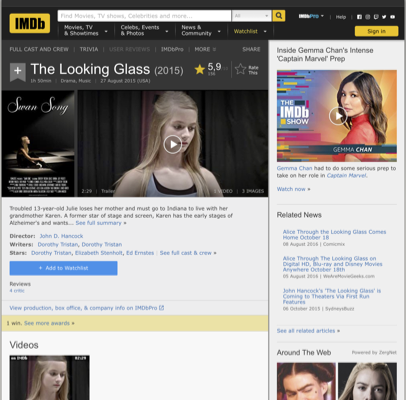 IMDb
Find Movies, TV shows, Celebrities and more...
All
IMDbPro
Help
Movies, TV
& Showtimes
Celebs, Events
& Photos
News &
Community
Watchlist
Sign in
FULL CAST AND CREW | TRIVIA | USER REVIEWS | IMDbPro | MORE
SHARE
The Looking Glass (2015)
1h 50min | Drama, Music | 27 August 2015 (USA)
5,9
Rate
This
Swan Song
2:29 | Trailer
1 VIDEO | 3 IMAGES
Troubled 13-year-old Julie loses her mother and must go to Indiana to live with her
grandmother Karen. A former star of stage and screen, Karen has the early stages of
Alzheimer's and wants... See full summary »
Director: John D. Hancock
Writers: Dorothy Tristan, Dorothy Tristan
Stars: Dorothy Tristan, Elizabeth Stenholt, Ed Ernstes | See full cast & crew »
+ Add to Watchlist
Reviews
4 critic
View production, box office, & company info on IMDbPro
1 win. See more awards »
Videos
02:29
Inside Gemma Chan's Intense
'Captain Marvel' Prep
THE
IMDb
SHOW
GEMMA CHAN
Gemma Chan had to do some serious prep to
take on her role in Captain Marvel.
Watch now »
Related News
Alice Through the Looking Glass Comes
Home October 18
08 August 2016 | Comicmix
Alice Through The Looking Glass on
Digital HD, Blu-ray and Disney Movies
Anywhere October 18th
05 August 2016 | WeAreMovieGeeks.com
John Hancock's 'The Looking Glass' is
Coming to Theaters Via First Run
Features
06 October 2015 | SydneysBuzz
See all related articles »
Around The Web
Powered by ZergNet